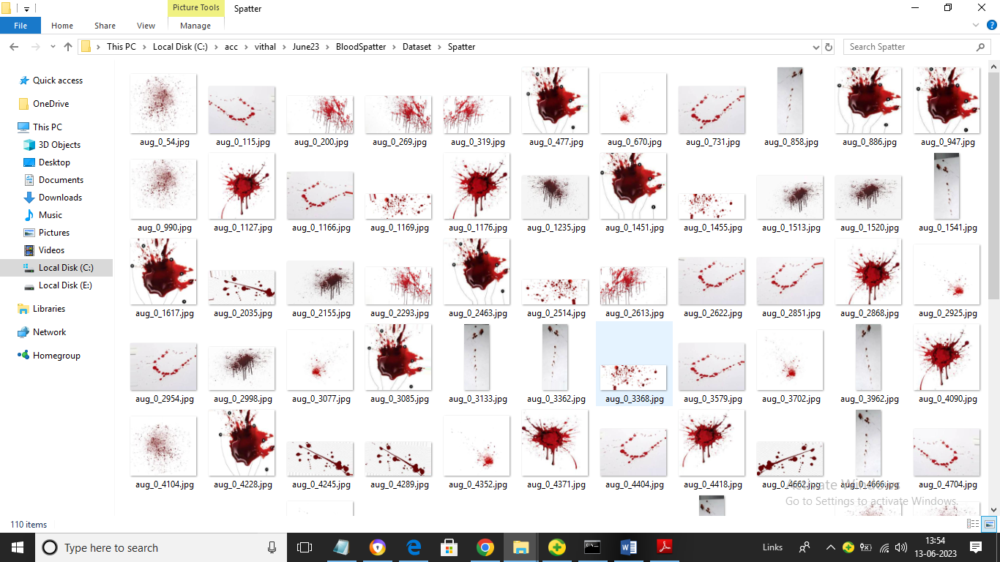 Picture Tools
Spatter
File
Home
Share
View
Manage
This PC
Local Disk (C:)
acc
vithal
June23
BloodSpatter
Dataset
Spatter
Search Spatter
Quick access
OneDrive
This PC
3D Objects
Desktop
Documents
Downloads
Music
Pictures
Videos
Local Disk (C:)
Local Disk (E:)
Libraries
Network
Homegroup
aug_0_54.jpg
aug_0_115.jpg
aug_0_200.jpg
aug_0_269.jpg
aug_0_319.jpg
aug_0_477.jpg
aug_0_670.jpg
aug_0_731.jpg
aug_0_858.jpg
aug_0_886.jpg
aug_0_947.jpg
aug_0_990.jpg
aug_0_1127.jpg
aug_0_1166.jpg
aug_0_1169.jpg
aug_0_1176.jpg
aug_0_1235.jpg
aug_0_1451.jpg
aug_0_1455.jpg
aug_0_1513.jpg
aug_0_1520.jpg
aug_0_1541.jpg
aug_0_1617.jpg
aug_0_2035.jpg
aug_0_2155.jpg
aug_0_2293.jpg
aug_0_2463.jpg
aug_0_2514.jpg
aug_0_2613.jpg
aug_0_2622.jpg
aug_0_2851.jpg
aug_0_2868.jpg
aug_0_2925.jpg
aug_0_2954.jpg
aug_0_2998.jpg
aug_0_3077.jpg
aug_0_3085.jpg
aug_0_3133.jpg
aug_0_3362.jpg
aug_0_3368.jpg
aug_0_3579.jpg
aug_0_3702.jpg
aug_0_3962.jpg
aug_0_4090.jpg
aug_0_4104.jpg
aug_0_4228.jpg
aug_0_4245.jpg
aug_0_4289.jpg
aug_0_4352.jpg
aug_0_4371.jpg
aug_0_4404.jpg
aug_0_4418.jpg
aug_0_4662.jpg
aug_0_4666.jpg
aug_0_4704.jpg
Activate Windows
Go to Settings to activate Windows.
110 items
Type here to search
Links
13:54
13-06-2023